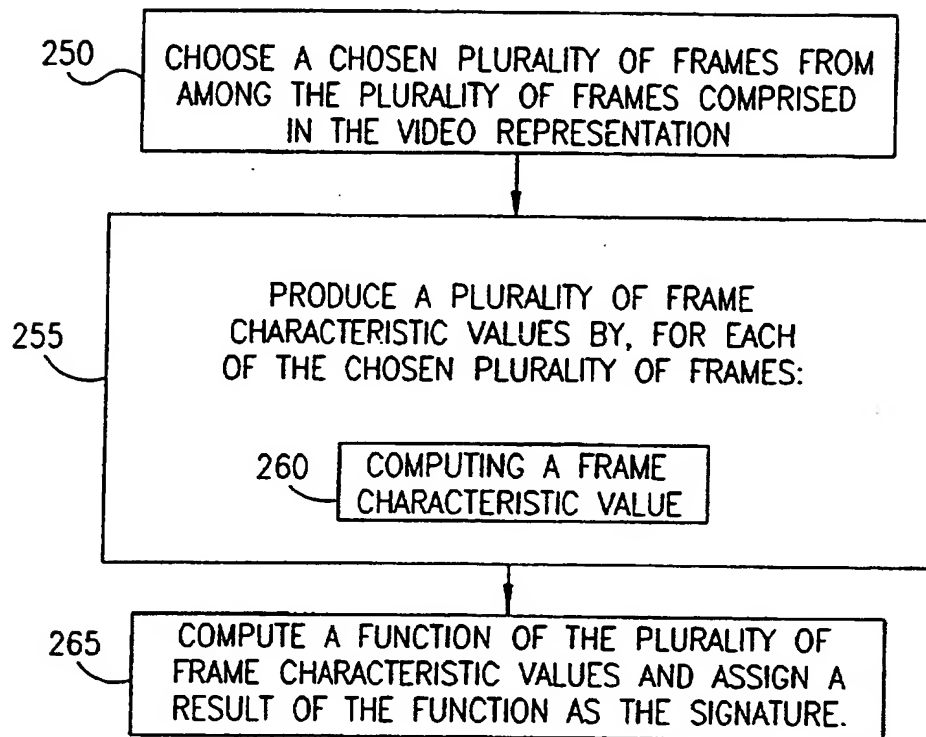 250
CHOOSE A CHOSEN PLURALITY OF FRAMES FROM
AMONG THE PLURALITY OF FRAMES COMPRISED
IN THE VIDEO REPRESENTATION
255
PRODUCE A PLURALITY OF FRAME
CHARACTERISTIC VALUES BY, FOR EACH
OF THE CHOSEN PLURALITY OF FRAMES:
260
COMPUTING A FRAME
CHARACTERISTIC VALUE
265
COMPUTE A FUNCTION OF THE PLURALITY OF
FRAME CHARACTERISTIC VALUES AND ASSIGN A
RESULT OF THE FUNCTION AS THE SIGNATURE.